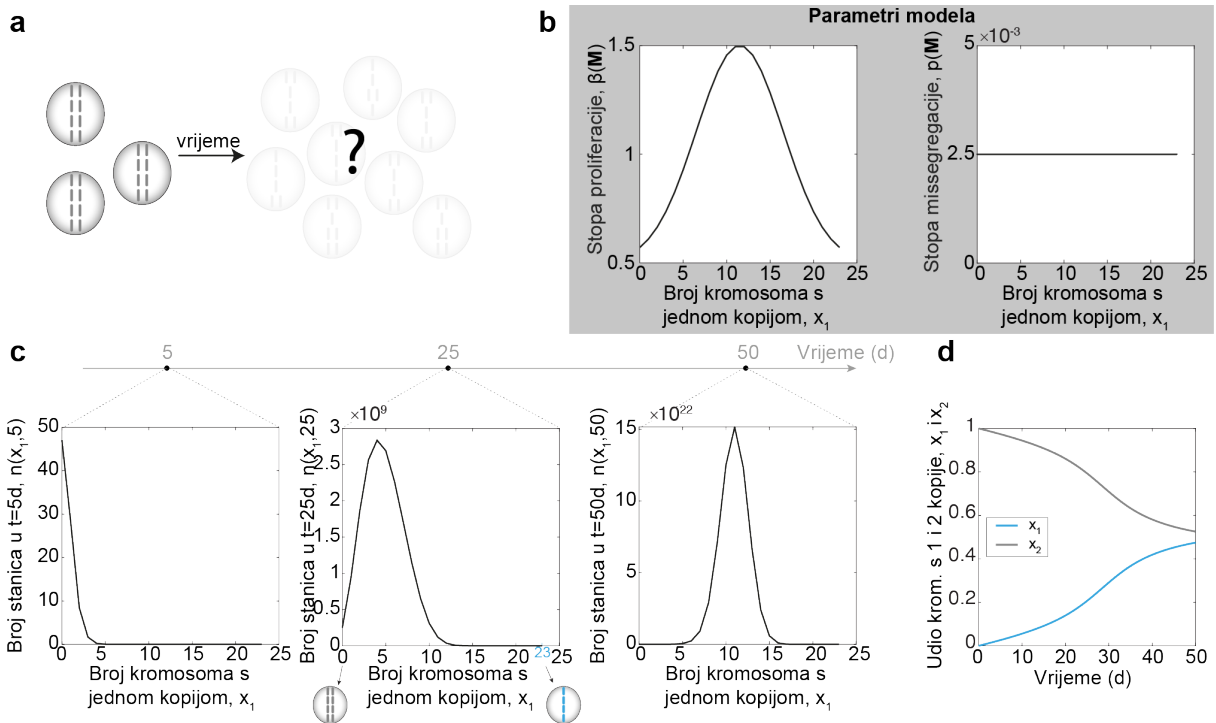 a
vrijeme
?
b
Parametri modela
Stopa proliferacije, β(M)
1.5
1
0.5
0 5 10 15 20 25
Broj kromosoma s
jednom kopijom, x1
Stopa missegregacije, p(M)
×10-3
5
2.5
0
0 5 10 15 20 25
Broj kromosoma s
jednom kopijom, x1
c
5 25 50 Vrijeme (d)
Broj stanica u t=5d, n(x1,5)
50
40
30
20
10
0
0 5 10 15 20 25
Broj kromosoma s
jednom kopijom, x1
Broj stanica u t=25d, n(x1,25)
×109
3
2.5
2
1.5
1
0.5
0
0 5 10 15 20 23 25
Broj kromosoma s
jednom kopijom, x1
Broj stanica u t=50d, n(x1,50)
×1022
15
10
5
0
0 5 10 15 20 25
Broj kromosoma s
jednom kopijom, x1
d
Udio krom. s 1 i 2 kopije, x1 i x2
1
0.8
0.6
0.4
0.2
0
x1
x2
0 10 20 30 40 50
Vrijeme (d)